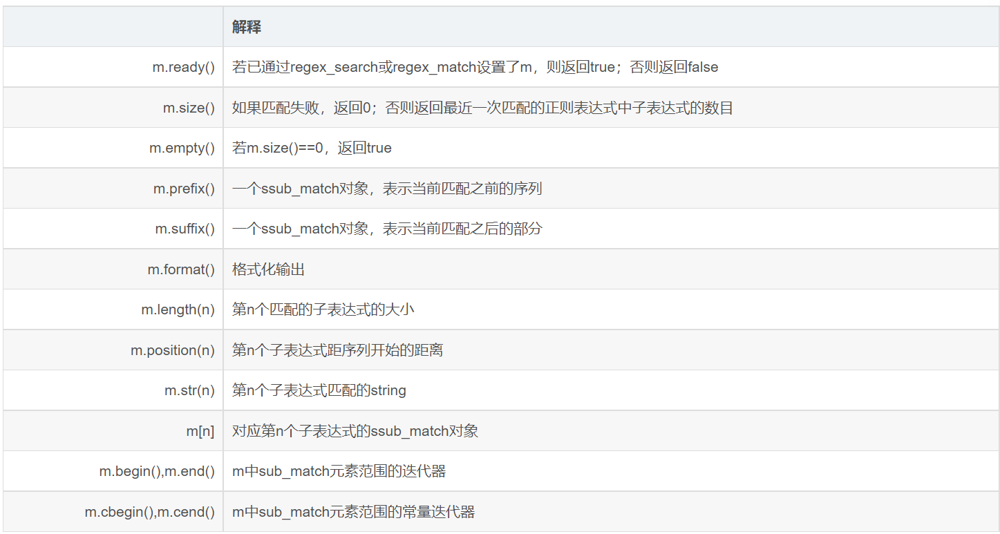 解释
m.ready() 若已通过regex_search或regex_match设置了m，则返回true；否则返回false
m.size() 如果匹配失败，返回0；否则返回最近一次匹配的正则表达式中子表达式的数目
m.empty() 若m.size()==0，返回true
m.prefix() 一个ssub_match对象，表示当前匹配之前的序列
m.suffix() 一个ssub_match对象，表示当前匹配之后的部分
m.format() 格式化输出
m.length(n) 第n个匹配的子表达式的大小
m.position(n) 第n个子表达式距序列开始的距离
m.str(n) 第n个子表达式匹配的string
m[n] 对应第n个子表达式的ssub_match对象
m.begin(),m.end() m中sub_match元素范围的迭代器
m.cbegin(),m.cend() m中sub_match元素范围的常量迭代器